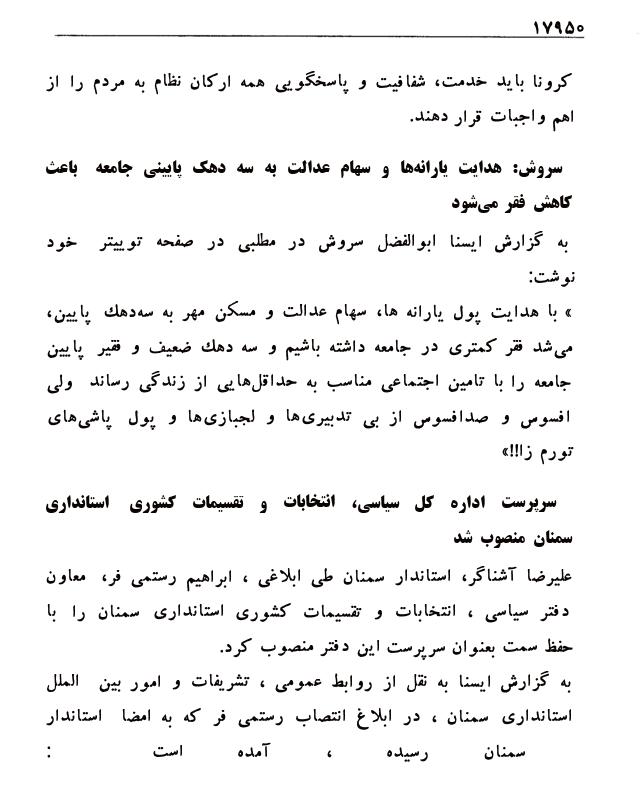 ۱۷۹۵۰
کرونا باید خدمت، شفافیت و پاسخگویی همه ارکان نظام به مردم را از
اهم واجبات قرار دهند.
سروش: هدایت یارانه‌ها و سهام عدالت به سه دهک پایینی جامعه باعث
کاهش فقر می‌شود
به گزارش ایسنا ابوالفضل سروش در مطلبی در صفحه توییتر خود
نوشت:
» با هدایت پول یارانه ها، سهام عدالت و مسکن مهر به سه‌دهك پایین،
می‌شد فقر کمتری در جامعه داشته باشیم و سه دهك ضعیف و فقیر پایین
جامعه را با تامین اجتماعی مناسب به حداقل‌هایی از زندگی رساند ولی
افسوس و صدافسوس از بی تدبیری‌ها و لجبازی‌ها و پول پاشی‌های
تورم زا!!!»
سرپرست اداره کل سیاسی، انتخابات و تقسیمات کشوری استانداری
سمنان منصوب شد
علیرضا آشناگر، استاندار سمنان طی ابلاغی ، ابراهیم رستمی فر، معاون
دفتر سیاسی ، انتخابات و تقسیمات کشوری استانداری سمنان را با
حفظ سمت بعنوان سرپرست این دفتر منصوب کرد.
به گزارش ایسنا به نقل از روابط عمومی ، تشریفات و امور بین الملل
استانداری سمنان ، در ابلاغ انتصاب رستمی فر که به امضا استاندار
سمنان رسیده ، آمده است :